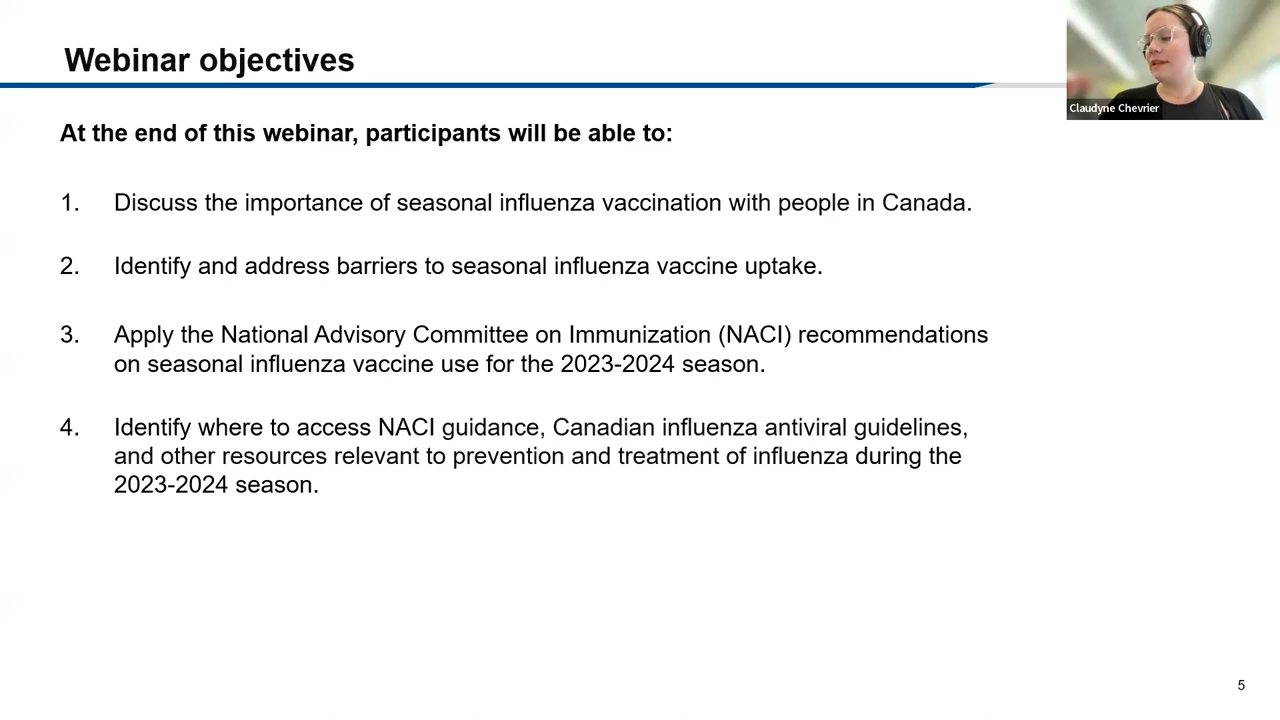 Webinar objectives
Claudyne Chevrier
At the end of this webinar, participants will be able to:
1. Discuss the importance of seasonal influenza vaccination with people in Canada.
2. Identify and address barriers to seasonal influenza vaccine uptake.
3. Apply the National Advisory Committee on Immunization (NACI) recommendations
on seasonal influenza vaccine use for the 2023-2024 season.
4. Identify where to access NACI guidance, Canadian influenza antiviral guidelines,
and other resources relevant to prevention and treatment of influenza during the
2023-2024 season.
5